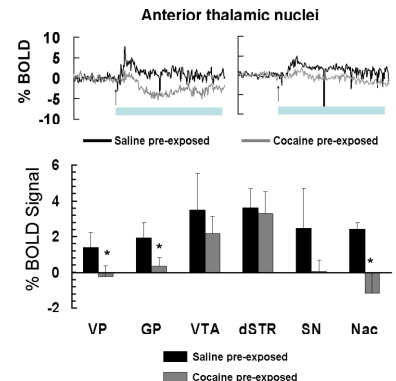 Anterior thalamic nuclei
% BOLD
10
5
0
-5
-10
Saline pre-exposed
Cocaine pre-exposed
% BOLD Signal
6
4
2
0
-2
*
*
*
VP GP VTA dSTR SN Nac
Saline pre-exposed
Cocaine pre-exposed